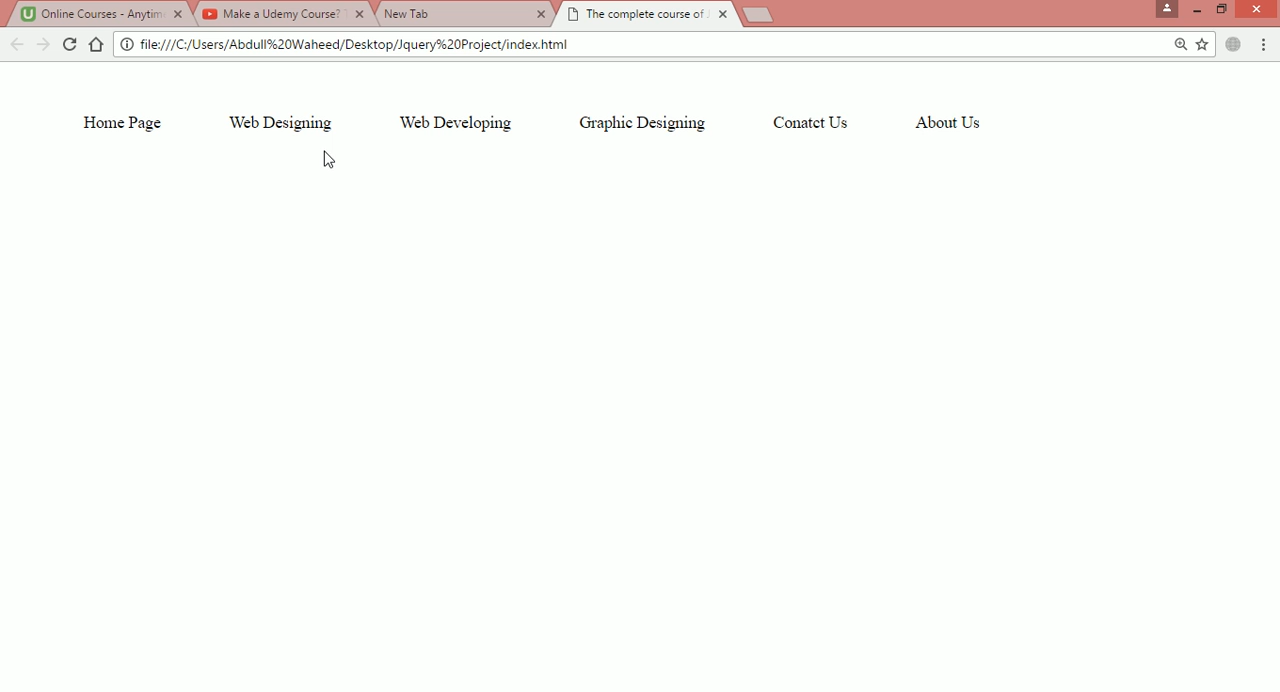 Online Courses - Anytim
Make a Udemy Course?
New Tab
The complete course of
file:///C:/Users/Abdull%20Waheed/Desktop/Jquery%20Project/index.html
Home Page Web Designing Web Developing Graphic Designing Conatct Us About Us